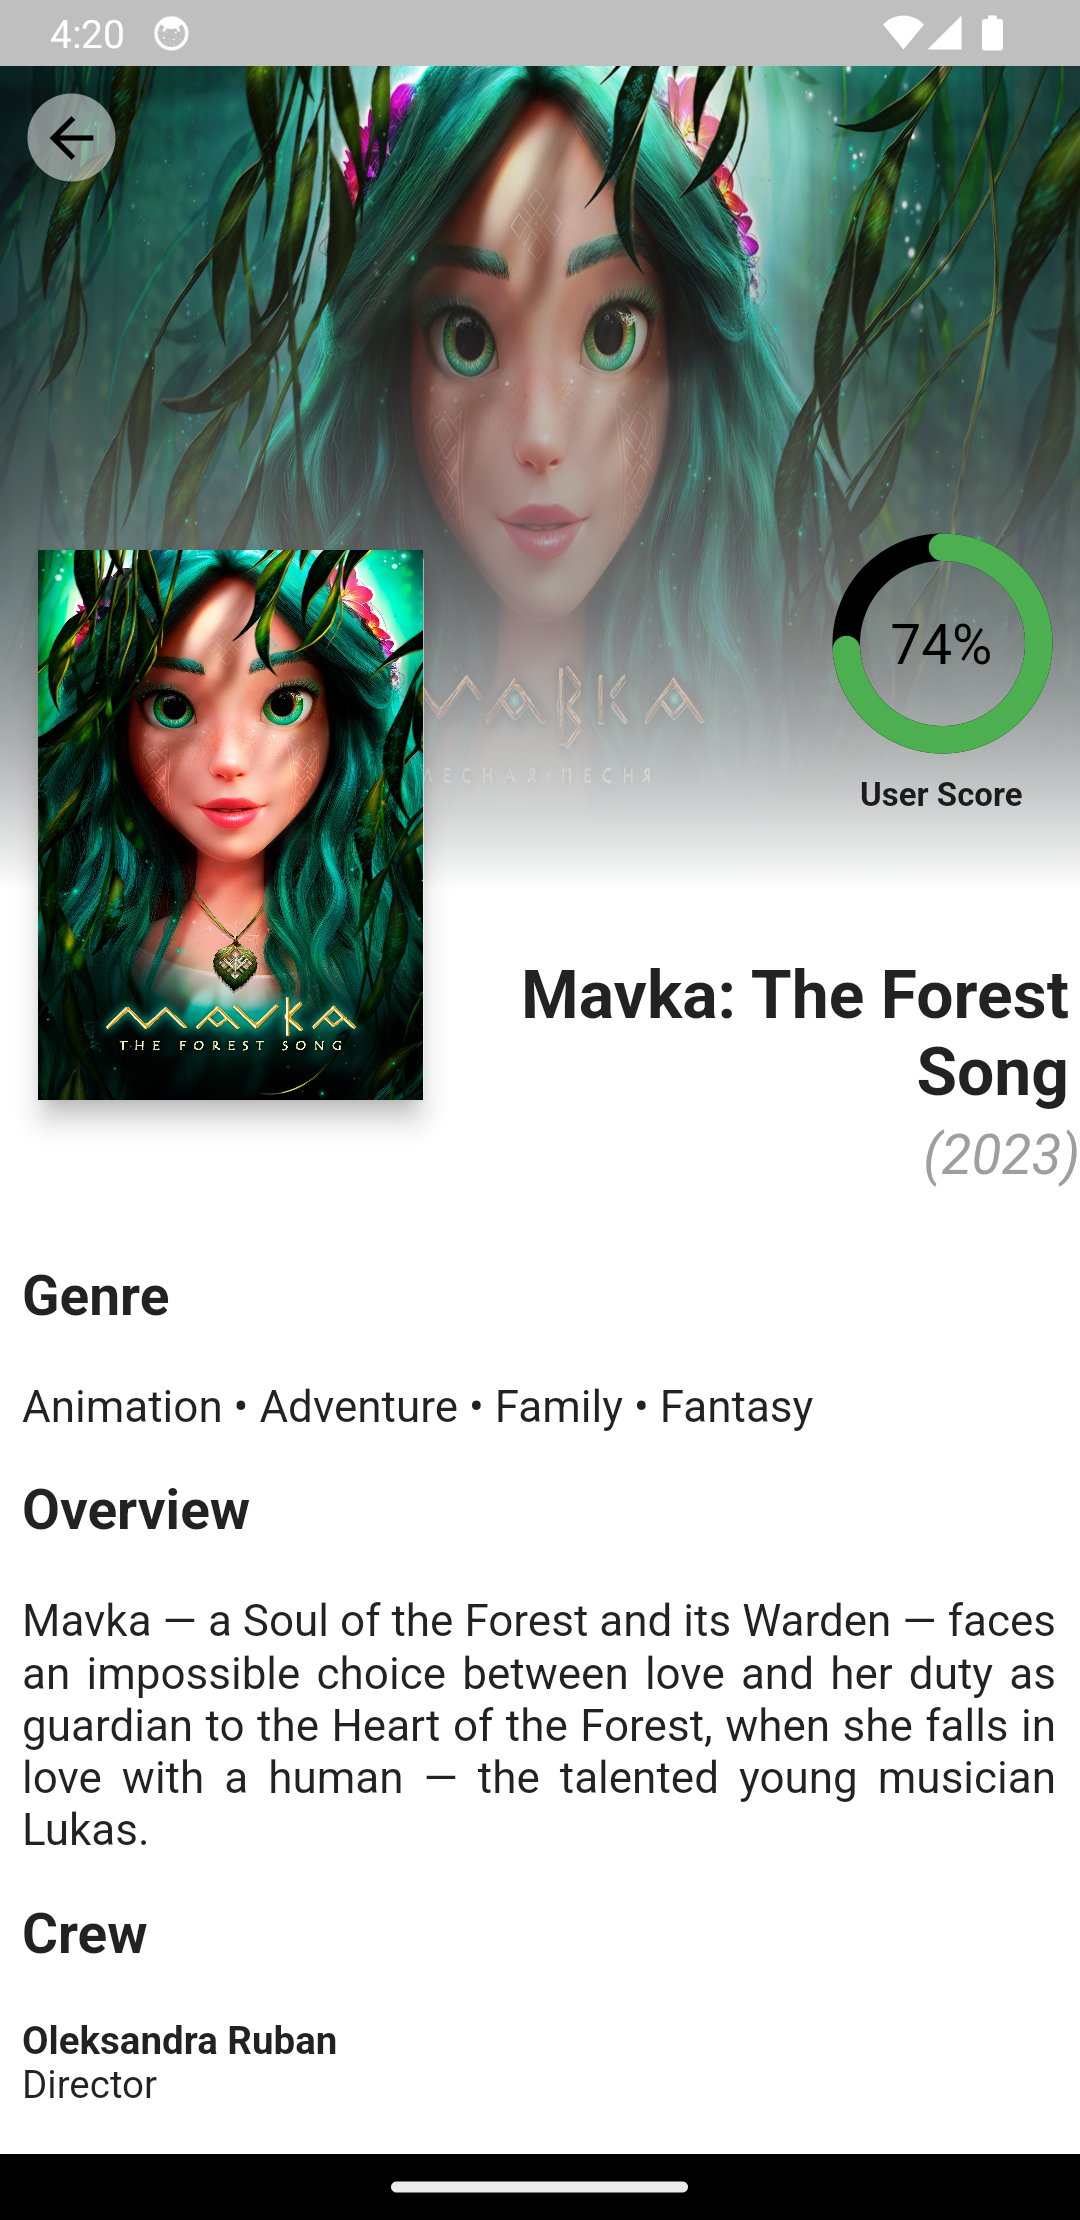 4:20
МАВКА
ЛЕСНАЯ·ПЕСНЯ
74%
User Score
MAVKA
THE FOREST SONG
Mavka: The Forest
Song
(2023)
Genre
Animation • Adventure • Family • Fantasy
Overview
Mavka — a Soul of the Forest and its Warden — faces
an impossible choice between love and her duty as
guardian to the Heart of the Forest, when she falls in
love with a human — the talented young musician
Lukas.
Crew
Oleksandra Ruban
Director